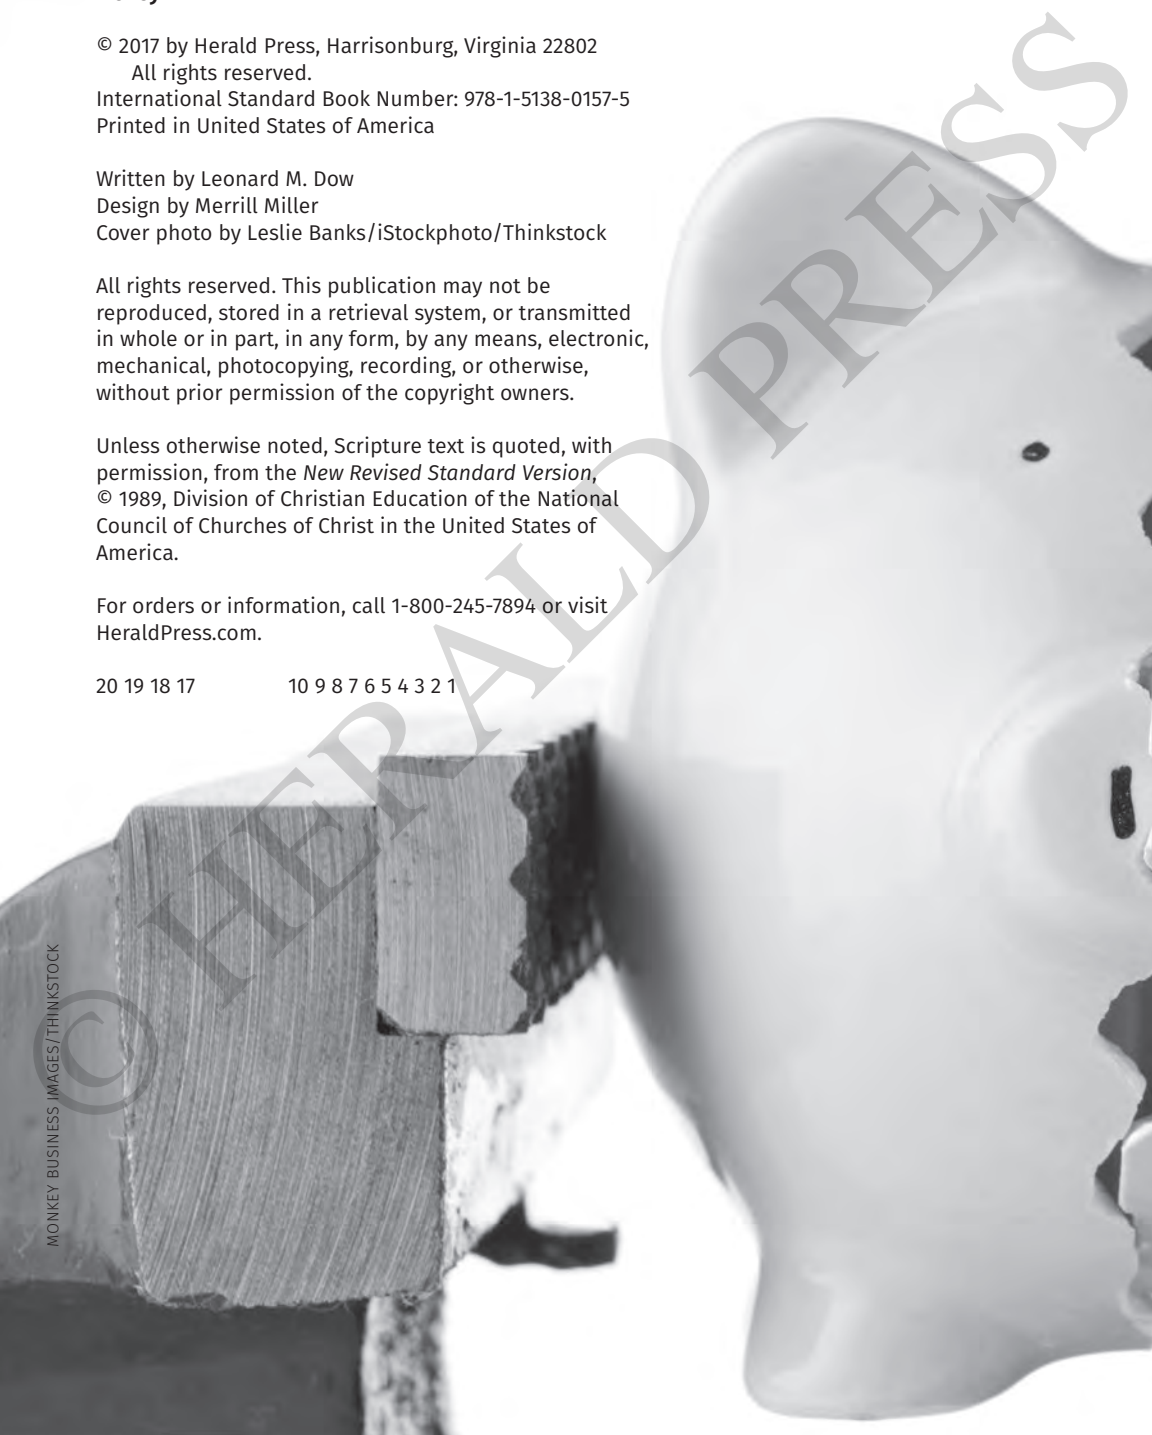 © 2017 by Herald Press, Harrisonburg, Virginia 22802
All rights reserved.
International Standard Book Number: 978-1-5138-0157-5
Printed in United States of America
Written by Leonard M. Dow
Design by Merrill Miller
Cover photo by Leslie Banks/iStockphoto/Thinkstock
All rights reserved. This publication may not be
reproduced, stored in a retrieval system, or transmitted
in whole or in part, in any form, by any means, electronic,
mechanical, photocopying, recording, or otherwise,
without prior permission of the copyright owners.
Unless otherwise noted, Scripture text is quoted, with
permission, from the New Revised Standard Version,
© 1989, Division of Christian Education of the National
Council of Churches of Christ in the United States of
America.
For orders or information, call 1-800-245-7894 or visit
HeraldPress.com.
20 19 18 17 10 9 8 7 6 5 4 3 2 1
MONKEY BUSINESS IMAGES/THINKSTOCK
© HERALD PRESS